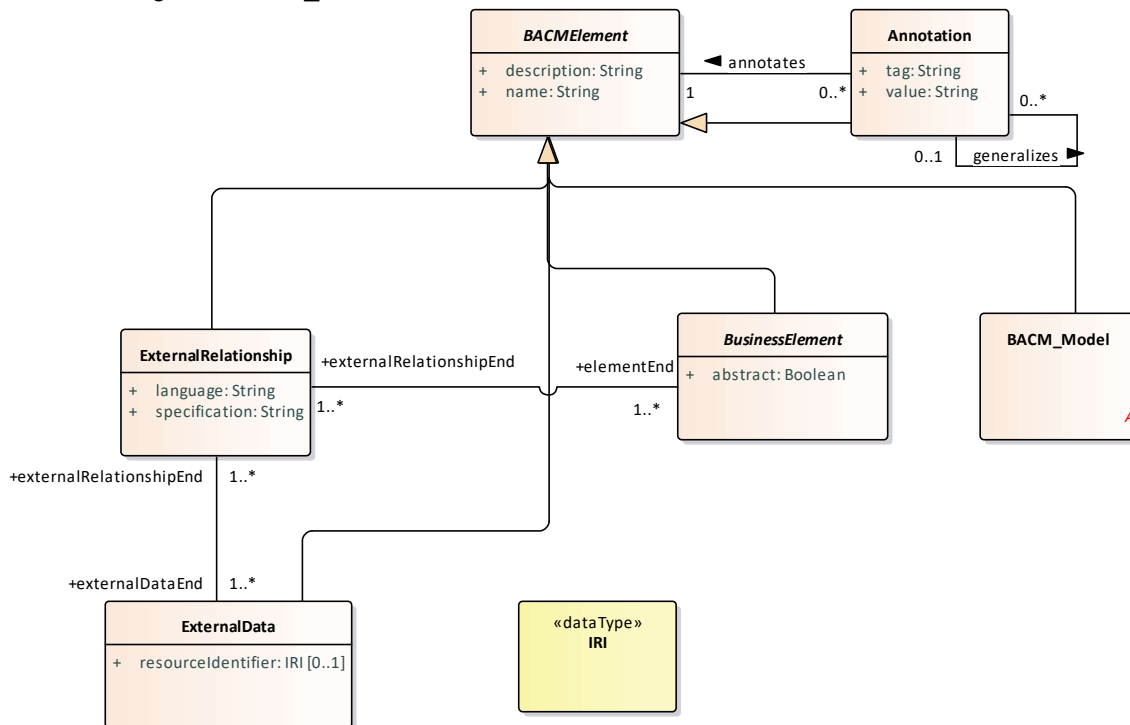 BACMElement
+ description: String
+ name: String
Annotation
+ tag: String
+ value: String
annotates
1
0..*
0..*
0..1
generalizes
ExternalRelationship
+ language: String
+ specification: String
+externalRelationshipEnd
1..*
+elementEnd
1..*
BusinessElement
+ abstract: Boolean
BACM_Model
+externalRelationshipEnd
1..*
+externalDataEnd
1..*
ExternalData
+ resourceIdentifier: IRI [0..1]
«dataType»
IRI